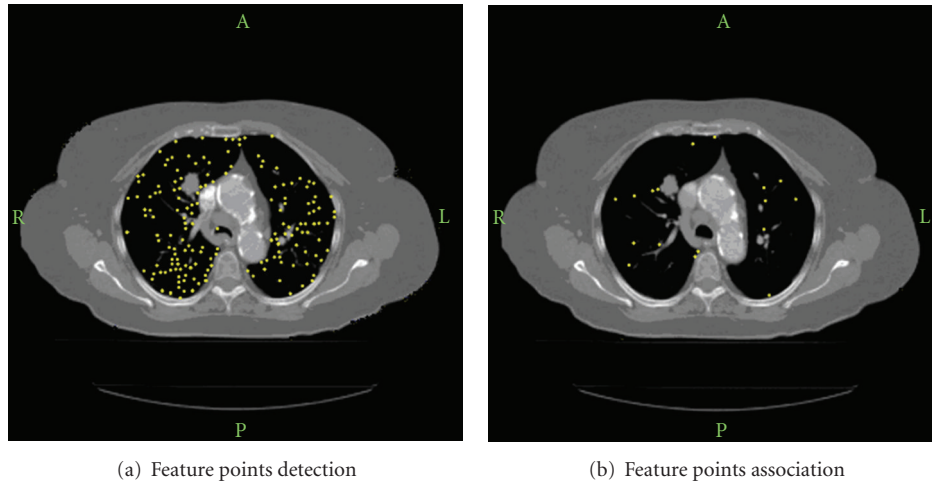 A
R
L
P
(a) Feature points detection
A
R
L
P
(b) Feature points association